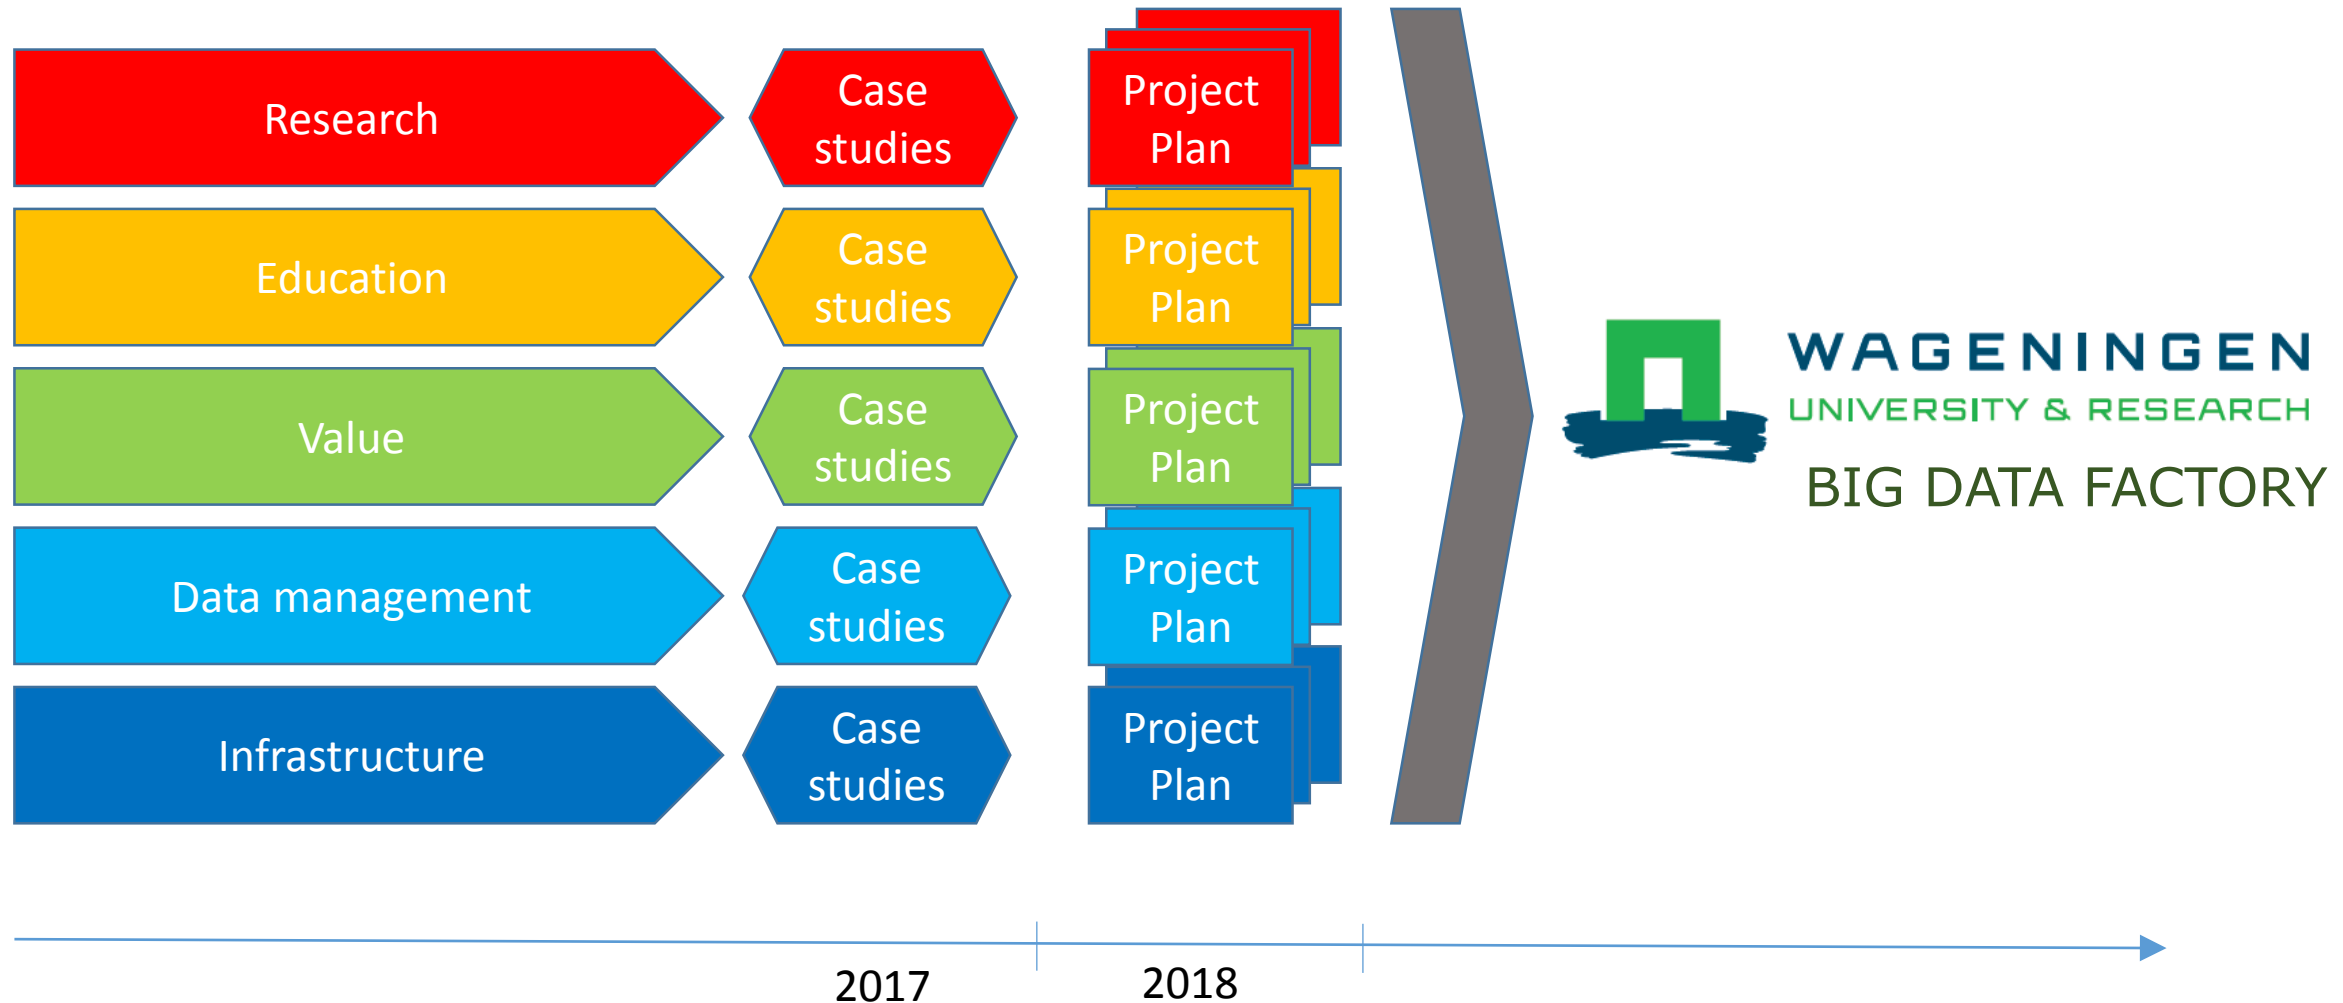 Research
Case
studies
Project
Plan
Education
Case
studies
Project
Plan
Value
Case
studies
Project
Plan
Data management
Case
studies
Project
Plan
Infrastructure
Case
studies
Project
Plan
WAGENINGEN
UNIVERSITY & RESEARCH
BIG DATA FACTORY
2017
2018